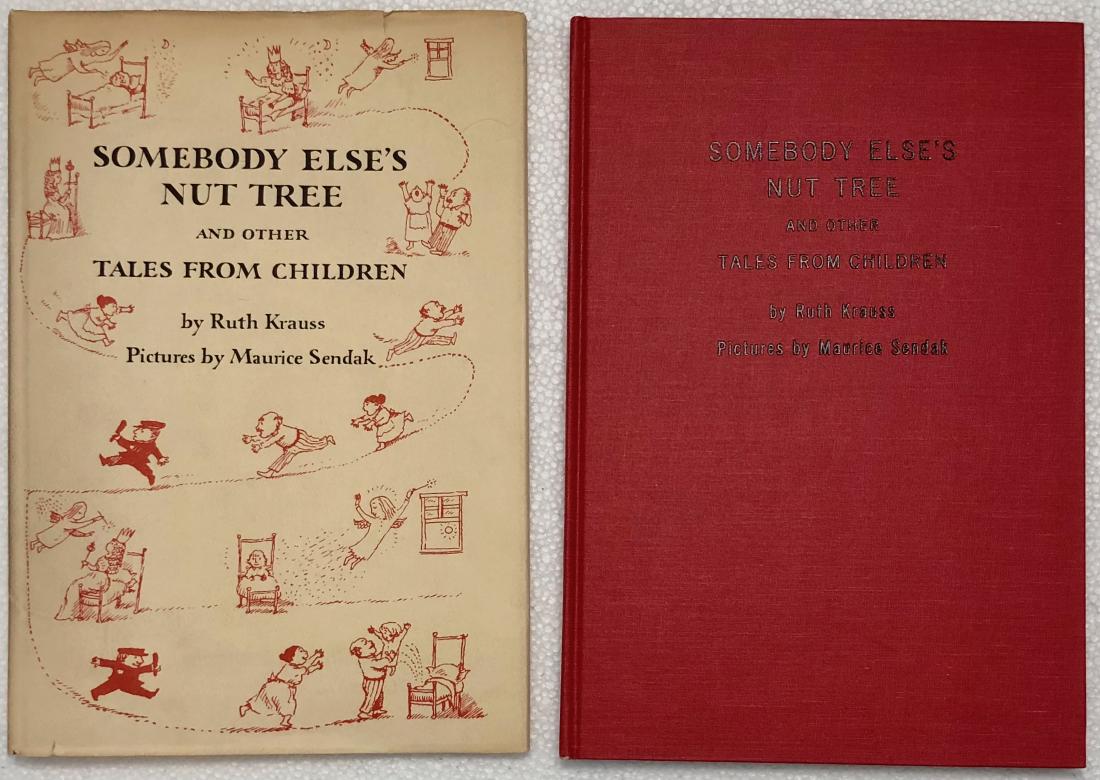 SOMEBODY ELSE'S
NUT TREE
AND OTHER
TALES FROM CHILDREN
by Ruth Krauss
Pictures by Maurice Sendak
SOMEBODY ELSE'S
NUT TREE
AND OTHER
TALES FROM CHILDREN
by Ruth Krauss
Pictures by Maurice Sendak